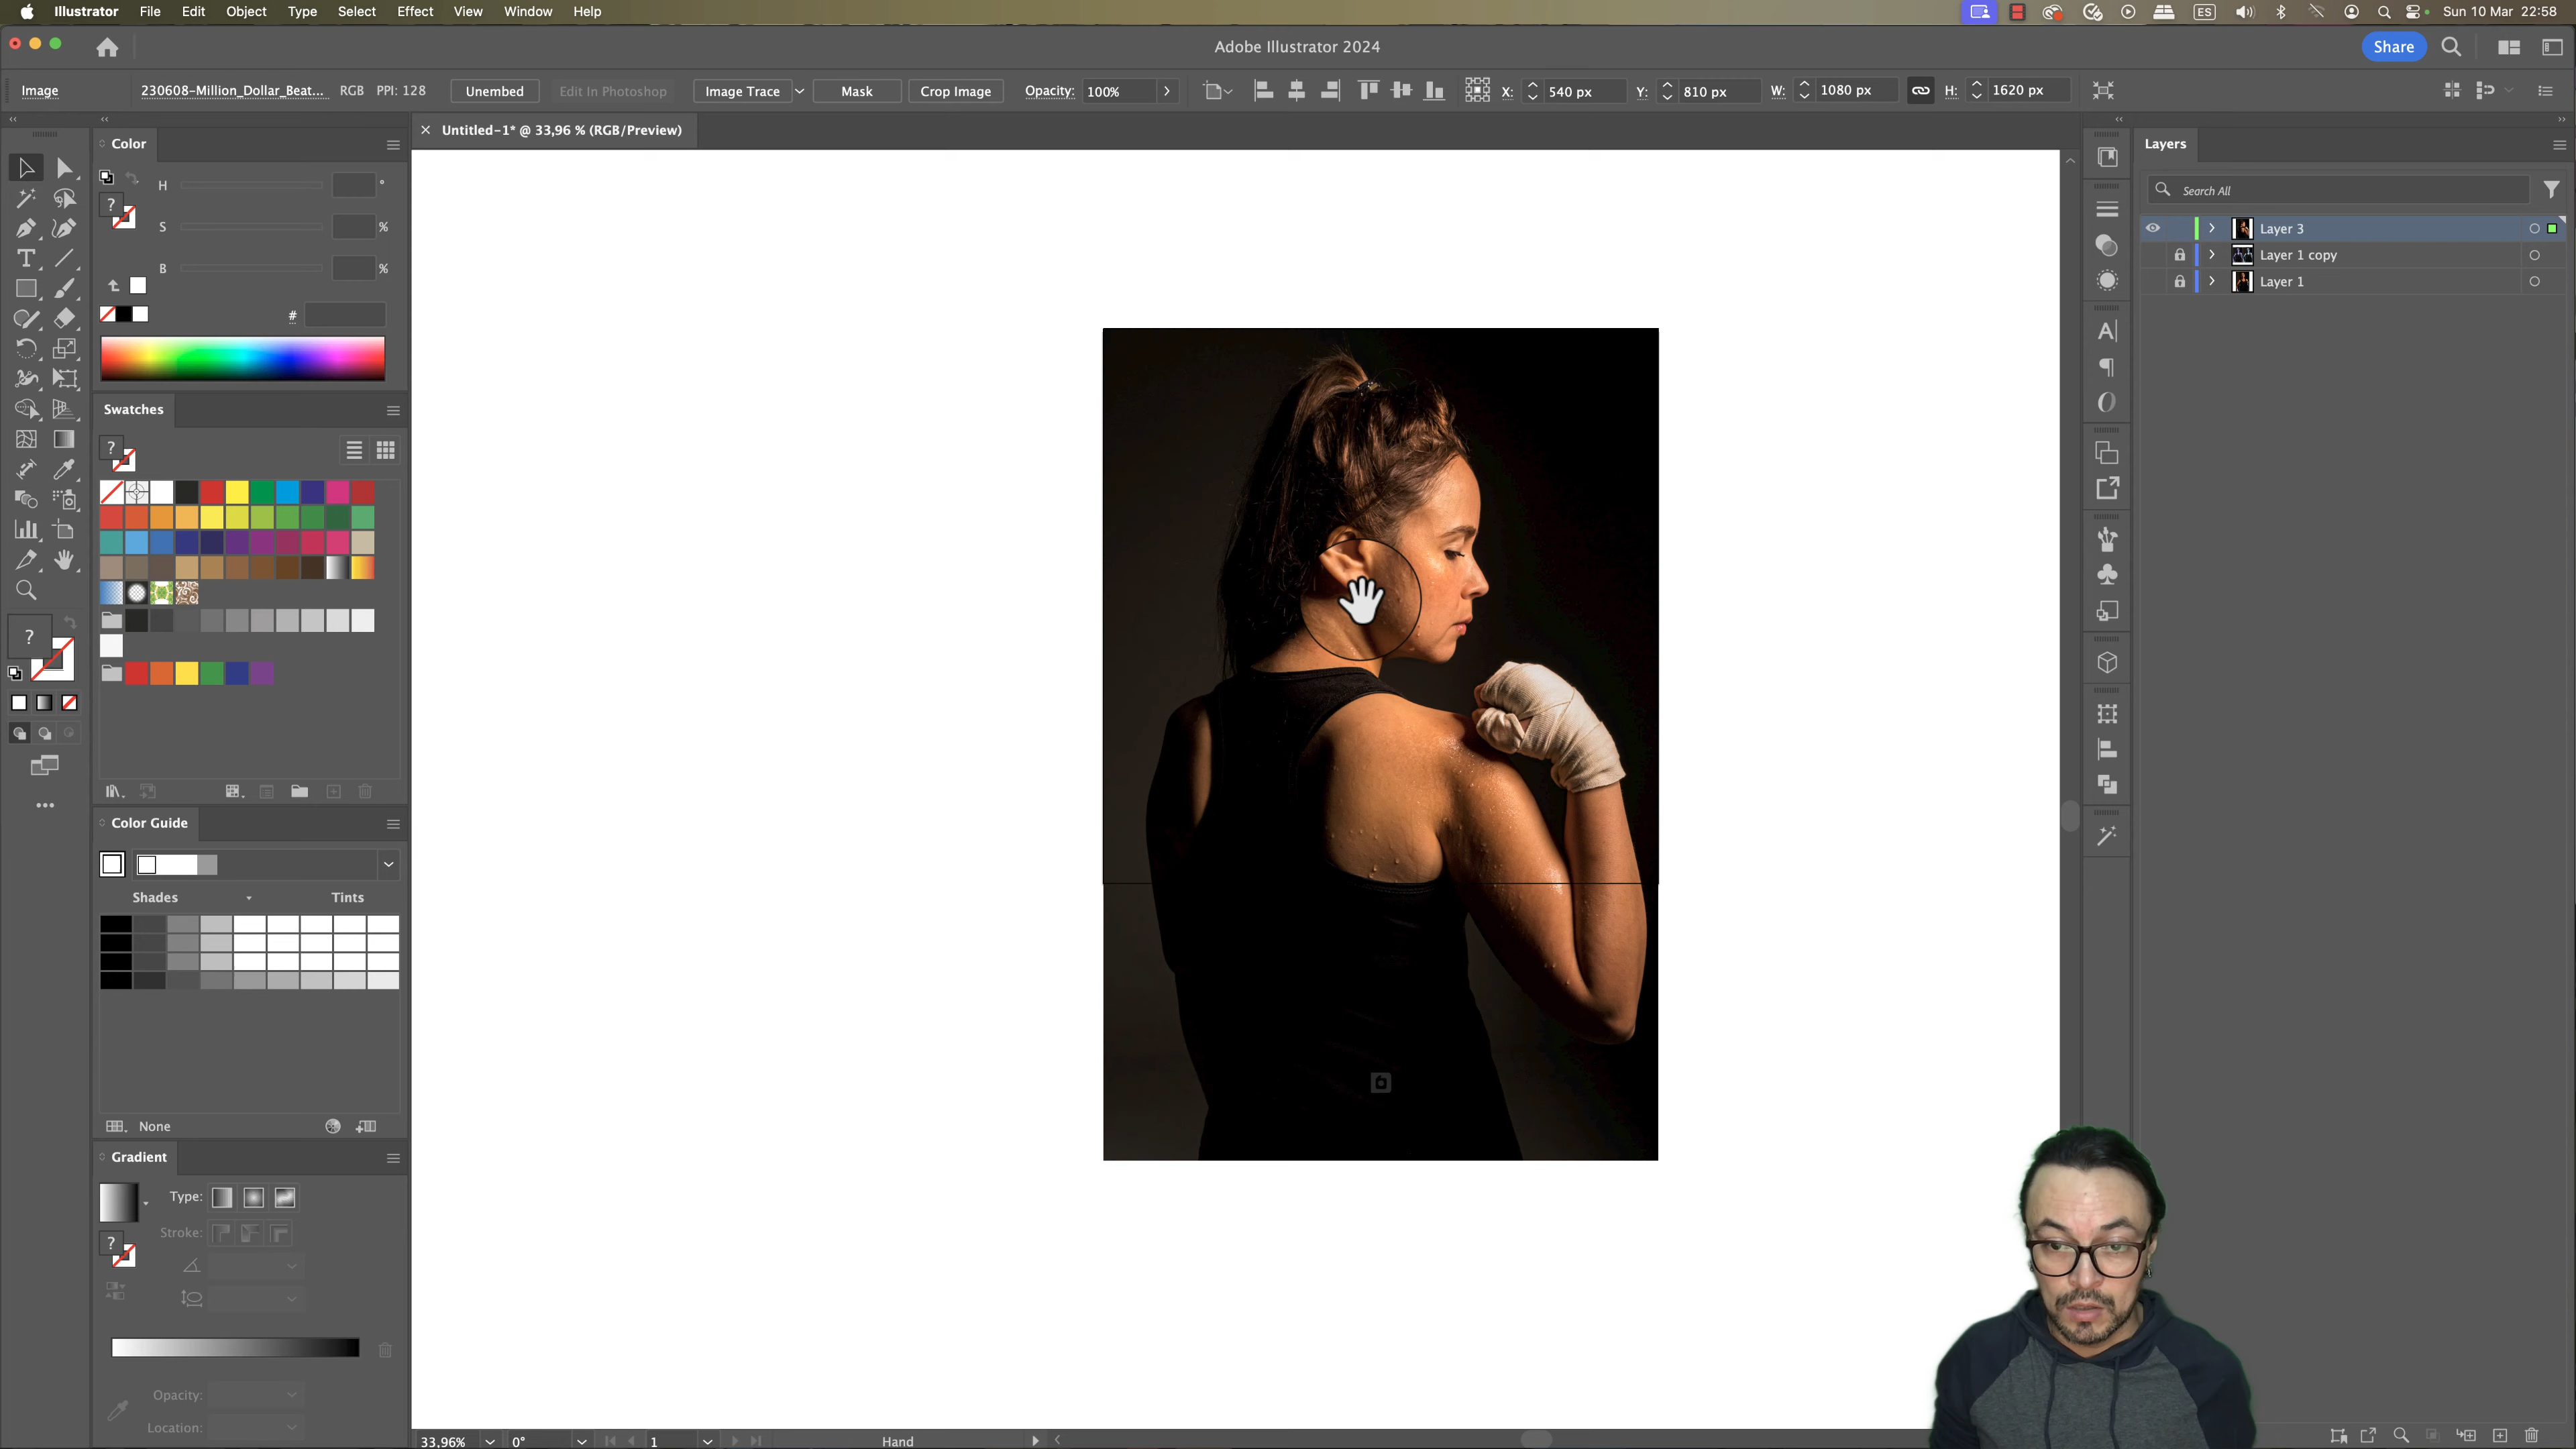 Illustrator File Edit Object Type Select Effect View Window Help
ES Sun 10 Mar 22:58
Adobe Illustrator 2024
Share
Image 230608-Million_Dollar_Beat... RGB PPI: 128 Unembed Edit In Photoshop Image Trace Mask Crop Image Opacity: 100% X: 540 px Y: 810 px W: 1080 px H: 1620 px
Untitled-1* @ 33,96 % (RGB/Preview)
Color
H °
S %
B %
#
Swatches
Color Guide
Shades Tints
None
Gradient
Type:
Stroke:
Opacity:
Location:
Layers
Search All
Layer 3
Layer 1 copy
Layer 1
33,96% 0° 1 Hand